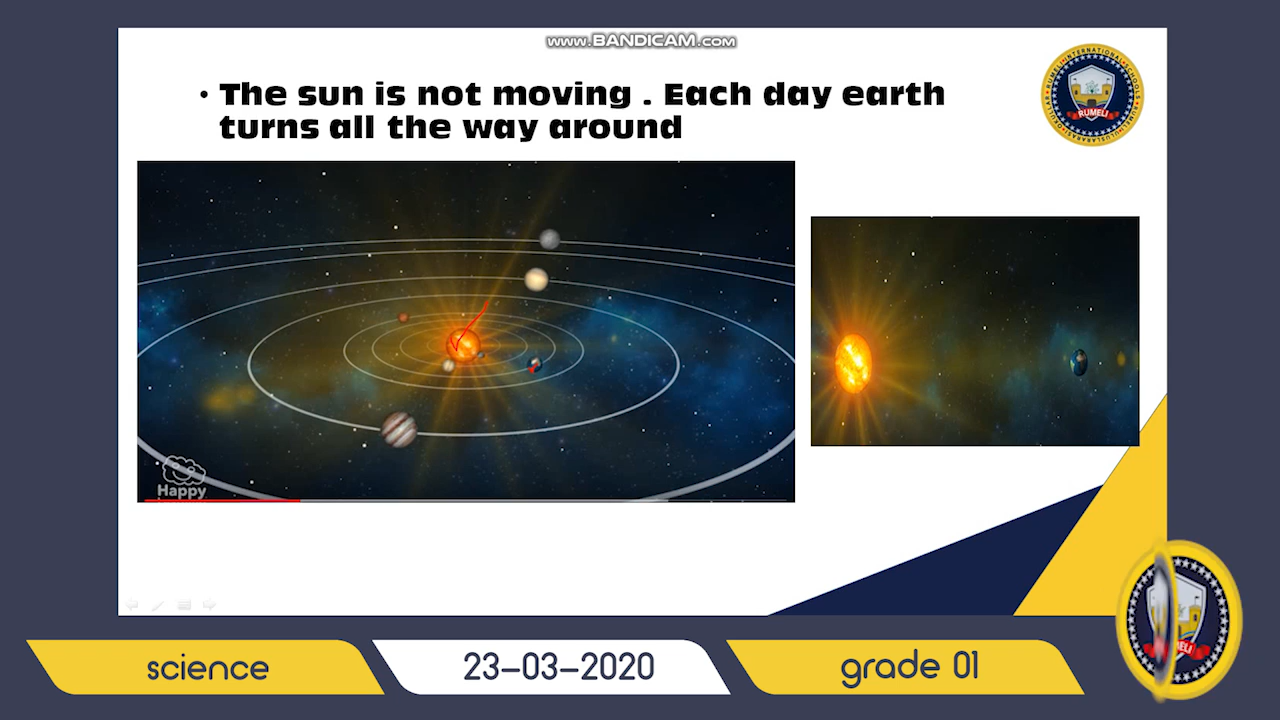 www.BANDICAM.com
• The sun is not moving . Each day earth
turns all the way around
RUMELI
Happy
science
23-03-2020
grade 01